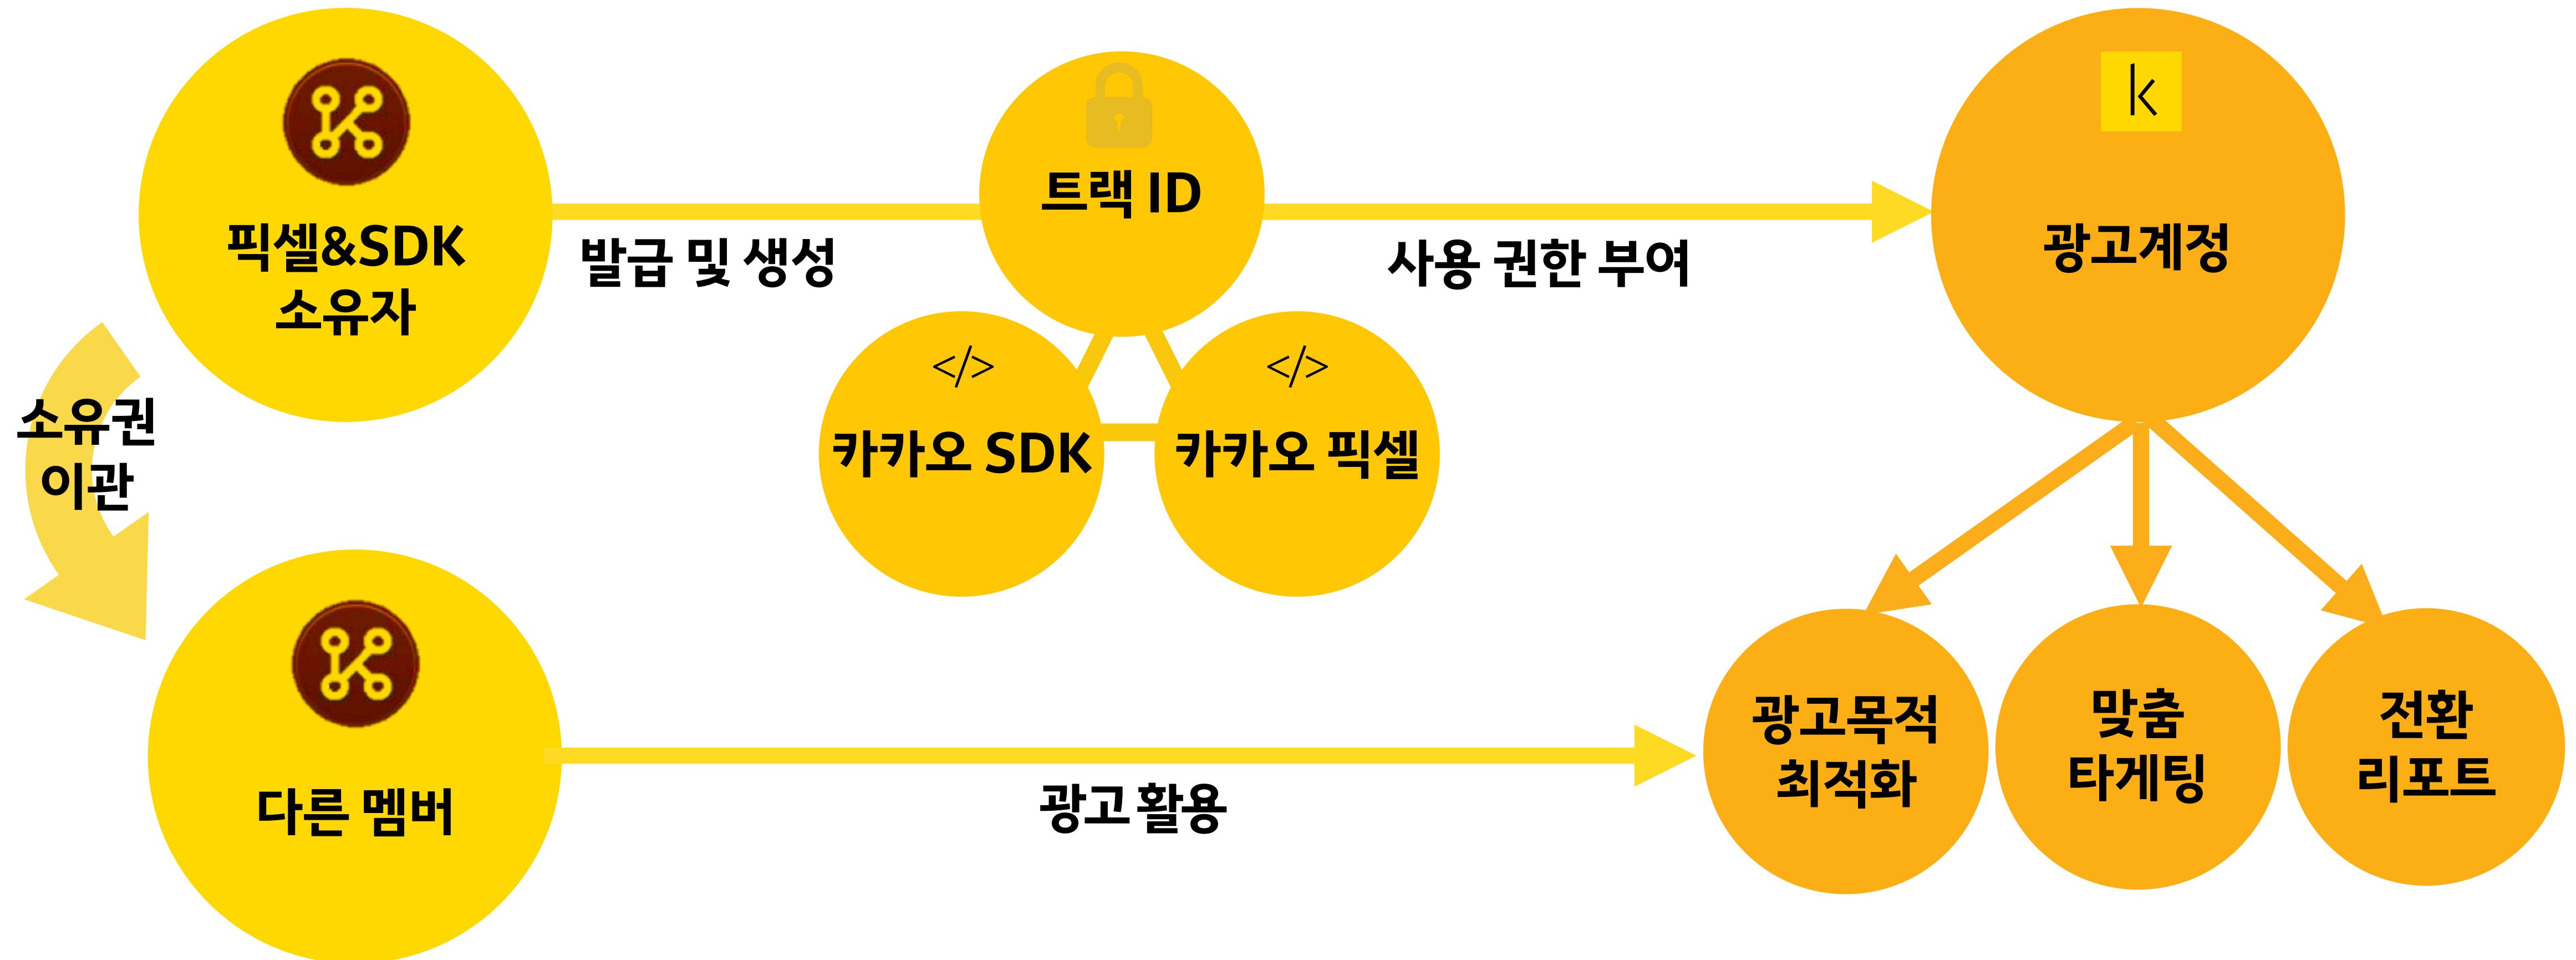 픽셀&SDK
소유자
발급 및 생성
트랙 ID
</>
카카오 SDK
</>
카카오 픽셀
사용 권한 부여
k
광고계정
소유권
이관
다른 멤버
광고 활용
광고목적
최적화
맞춤
타게팅
전환
리포트